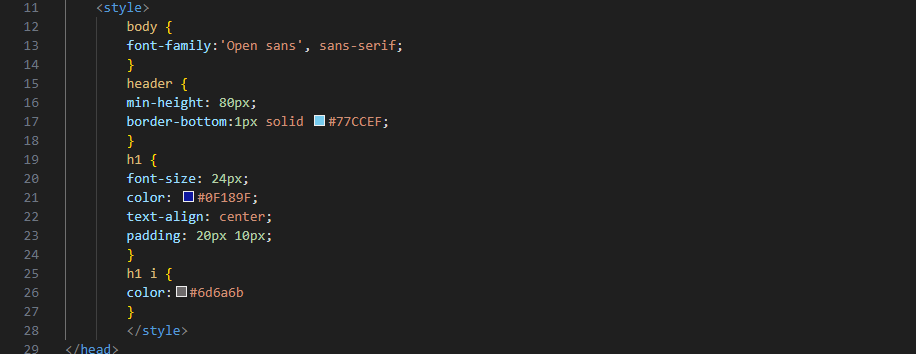 11 <style>
12 body {
13 font-family:'Open sans', sans-serif;
14 }
15 header {
16 min-height: 80px;
17 border-bottom:1px solid #77CCEF;
18 }
19 h1 {
20 font-size: 24px;
21 color: #0F189F;
22 text-align: center;
23 padding: 20px 10px;
24 }
25 h1 i {
26 color:#6d6a6b
27 }
28 </style>
29 </head>